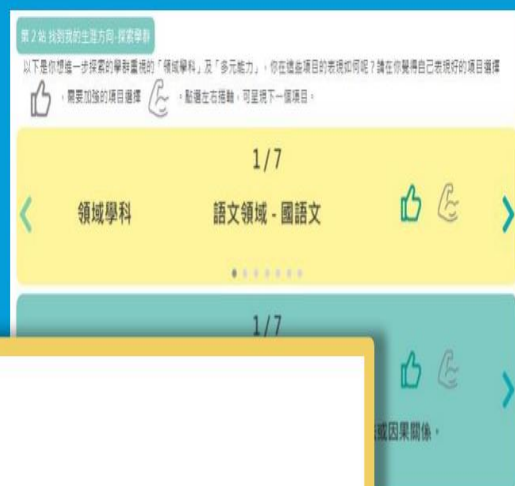 第 2 站 找到我的生涯方向-探索學群
以下是你想進一步探索的學群重視的「領域學科」及「多元能力」，你在這些項目的表現如何呢？請在你覺得自己表現好的項目選擇
，需要加強的項目選擇 ，點選左右捲軸，可呈現下一個項目。
1/7
領域學科 語文領域 - 國語文
1/7
或因果關係。